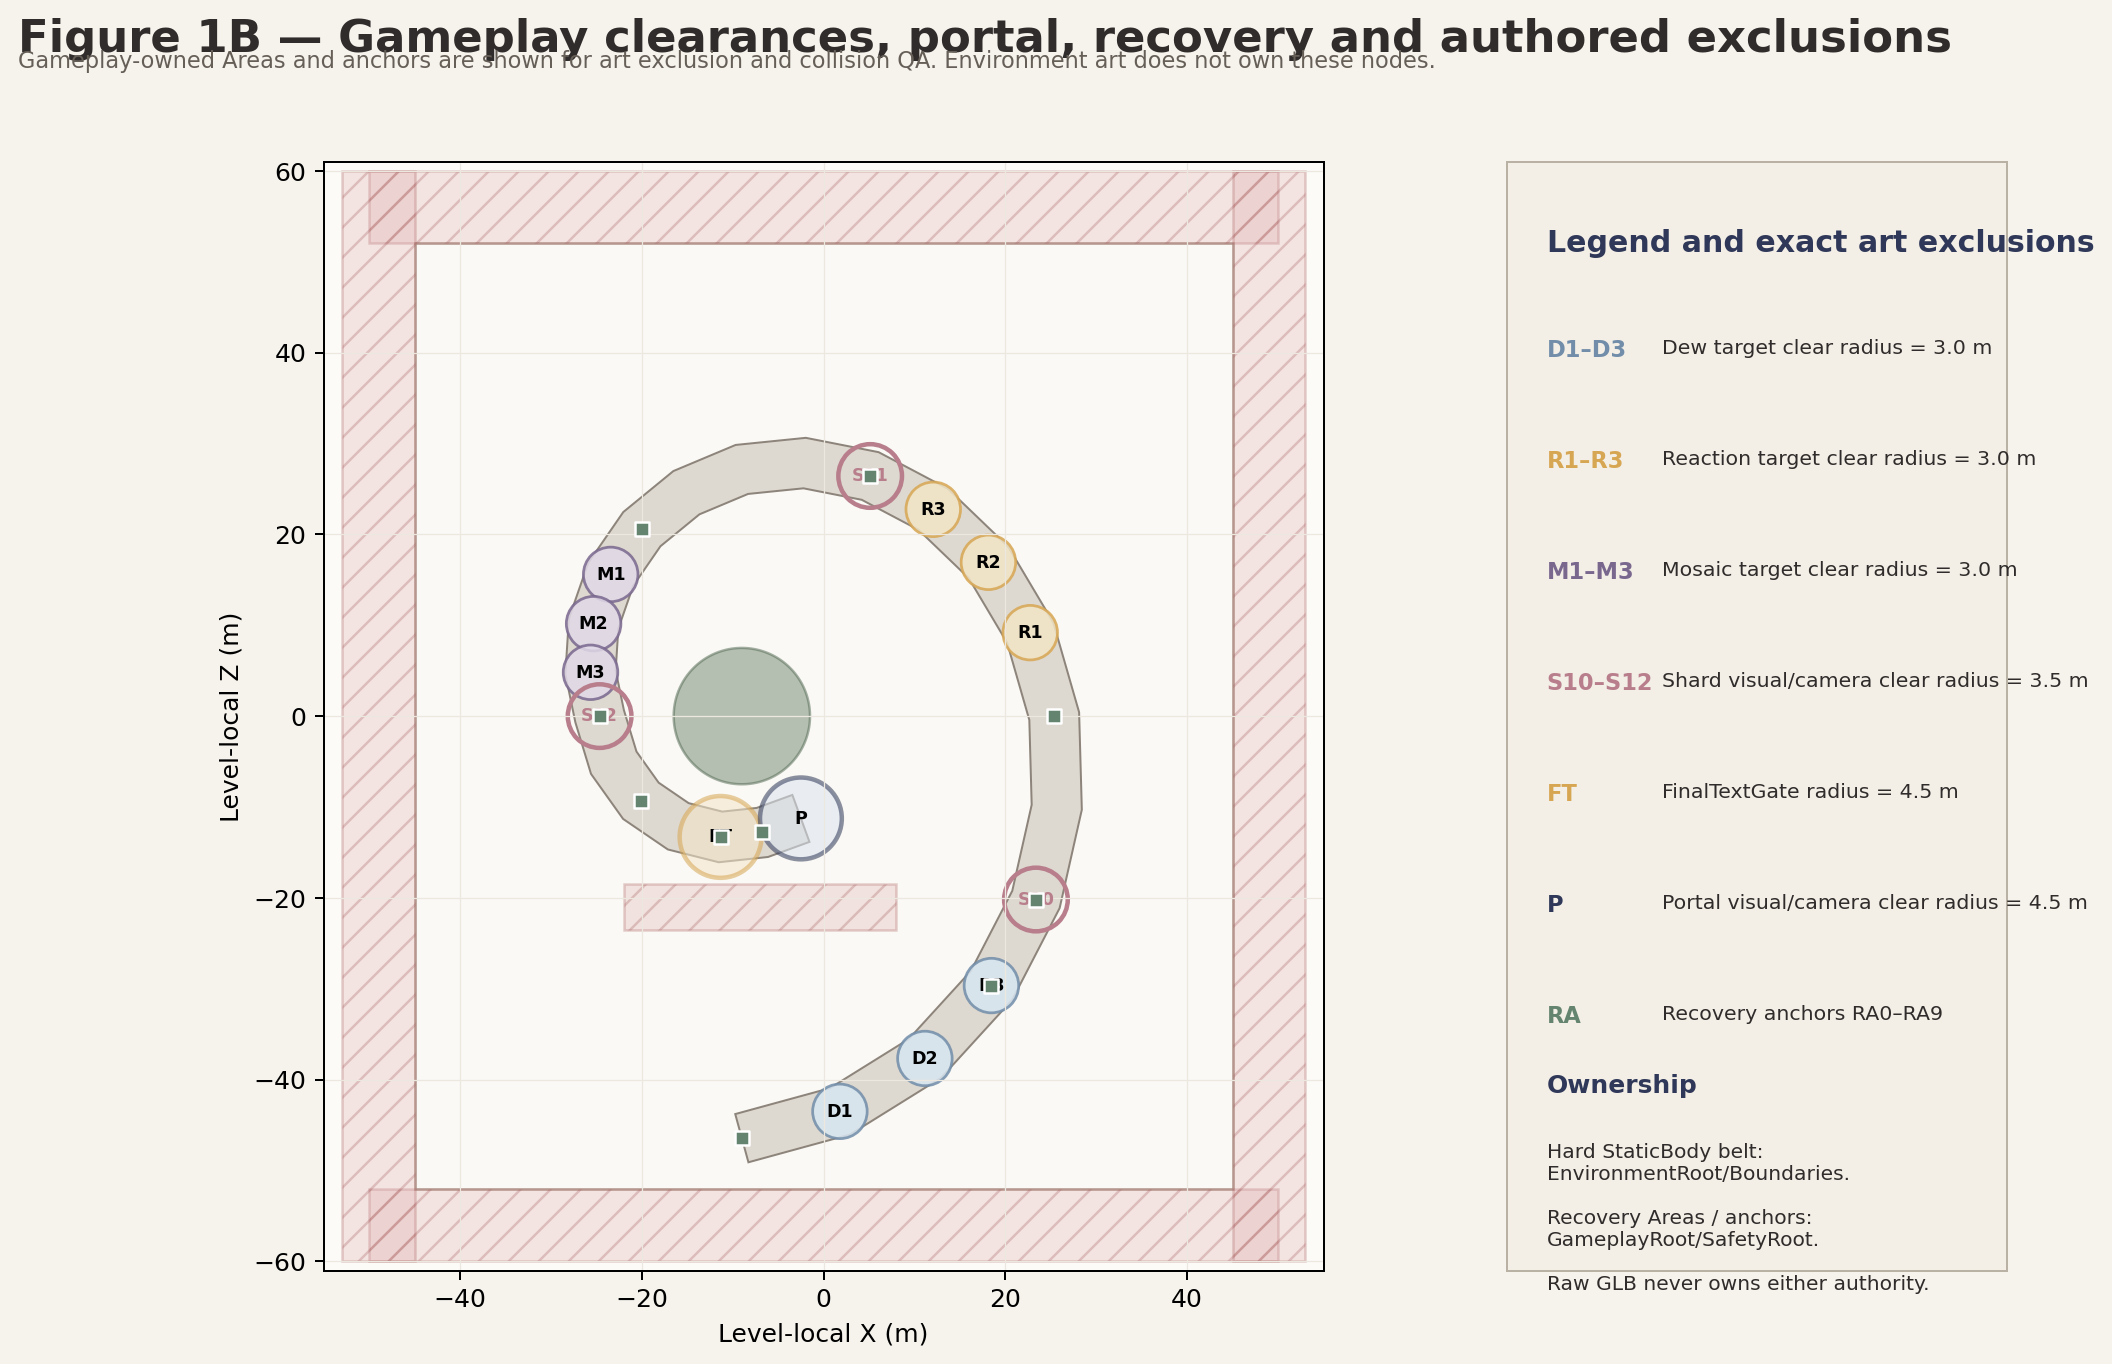 Figure 1B — Gameplay clearances, portal, recovery and authored exclusions
Gameplay-owned Areas and anchors are shown for art exclusion and collision QA. Environment art does not own these nodes.
60
40
20
0
−20
−40
−60
−40
−20
0
20
40
Level-local X (m)
Level-local Z (m)
R3
R2
R1
M1
M2
M3
P
D2
D1
Legend and exact art exclusions
D1–D3 Dew target clear radius = 3.0 m
R1–R3 Reaction target clear radius = 3.0 m
M1–M3 Mosaic target clear radius = 3.0 m
S10–S12 Shard visual/camera clear radius = 3.5 m
FT FinalTextGate radius = 4.5 m
P Portal visual/camera clear radius = 4.5 m
RA Recovery anchors RA0–RA9
Ownership
Hard StaticBody belt:
EnvironmentRoot/Boundaries.
Recovery Areas / anchors:
GameplayRoot/SafetyRoot.
Raw GLB never owns either authority.